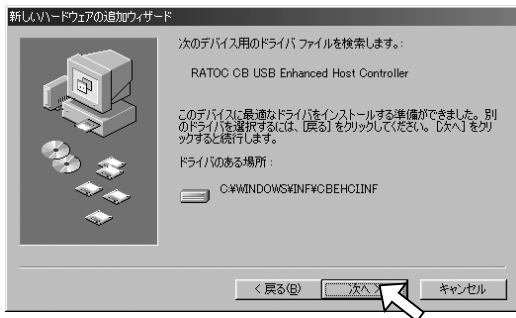 新しいハードウェアの追加ウィザード
次のデバイス用のドライバ ファイルを検索します。:
RATOC CB USB Enhanced Host Controller
このデバイスに最適なドライバをインストールする準備ができました。別
のドライバを選択するには、[戻る] をクリックしてください。[次へ] をクリ
ックすると続行します。
ドライバのある場所:
C:¥WINDOWS¥INF¥CBEHCI.INF
< 戻る(B)
次へ >
キャンセル